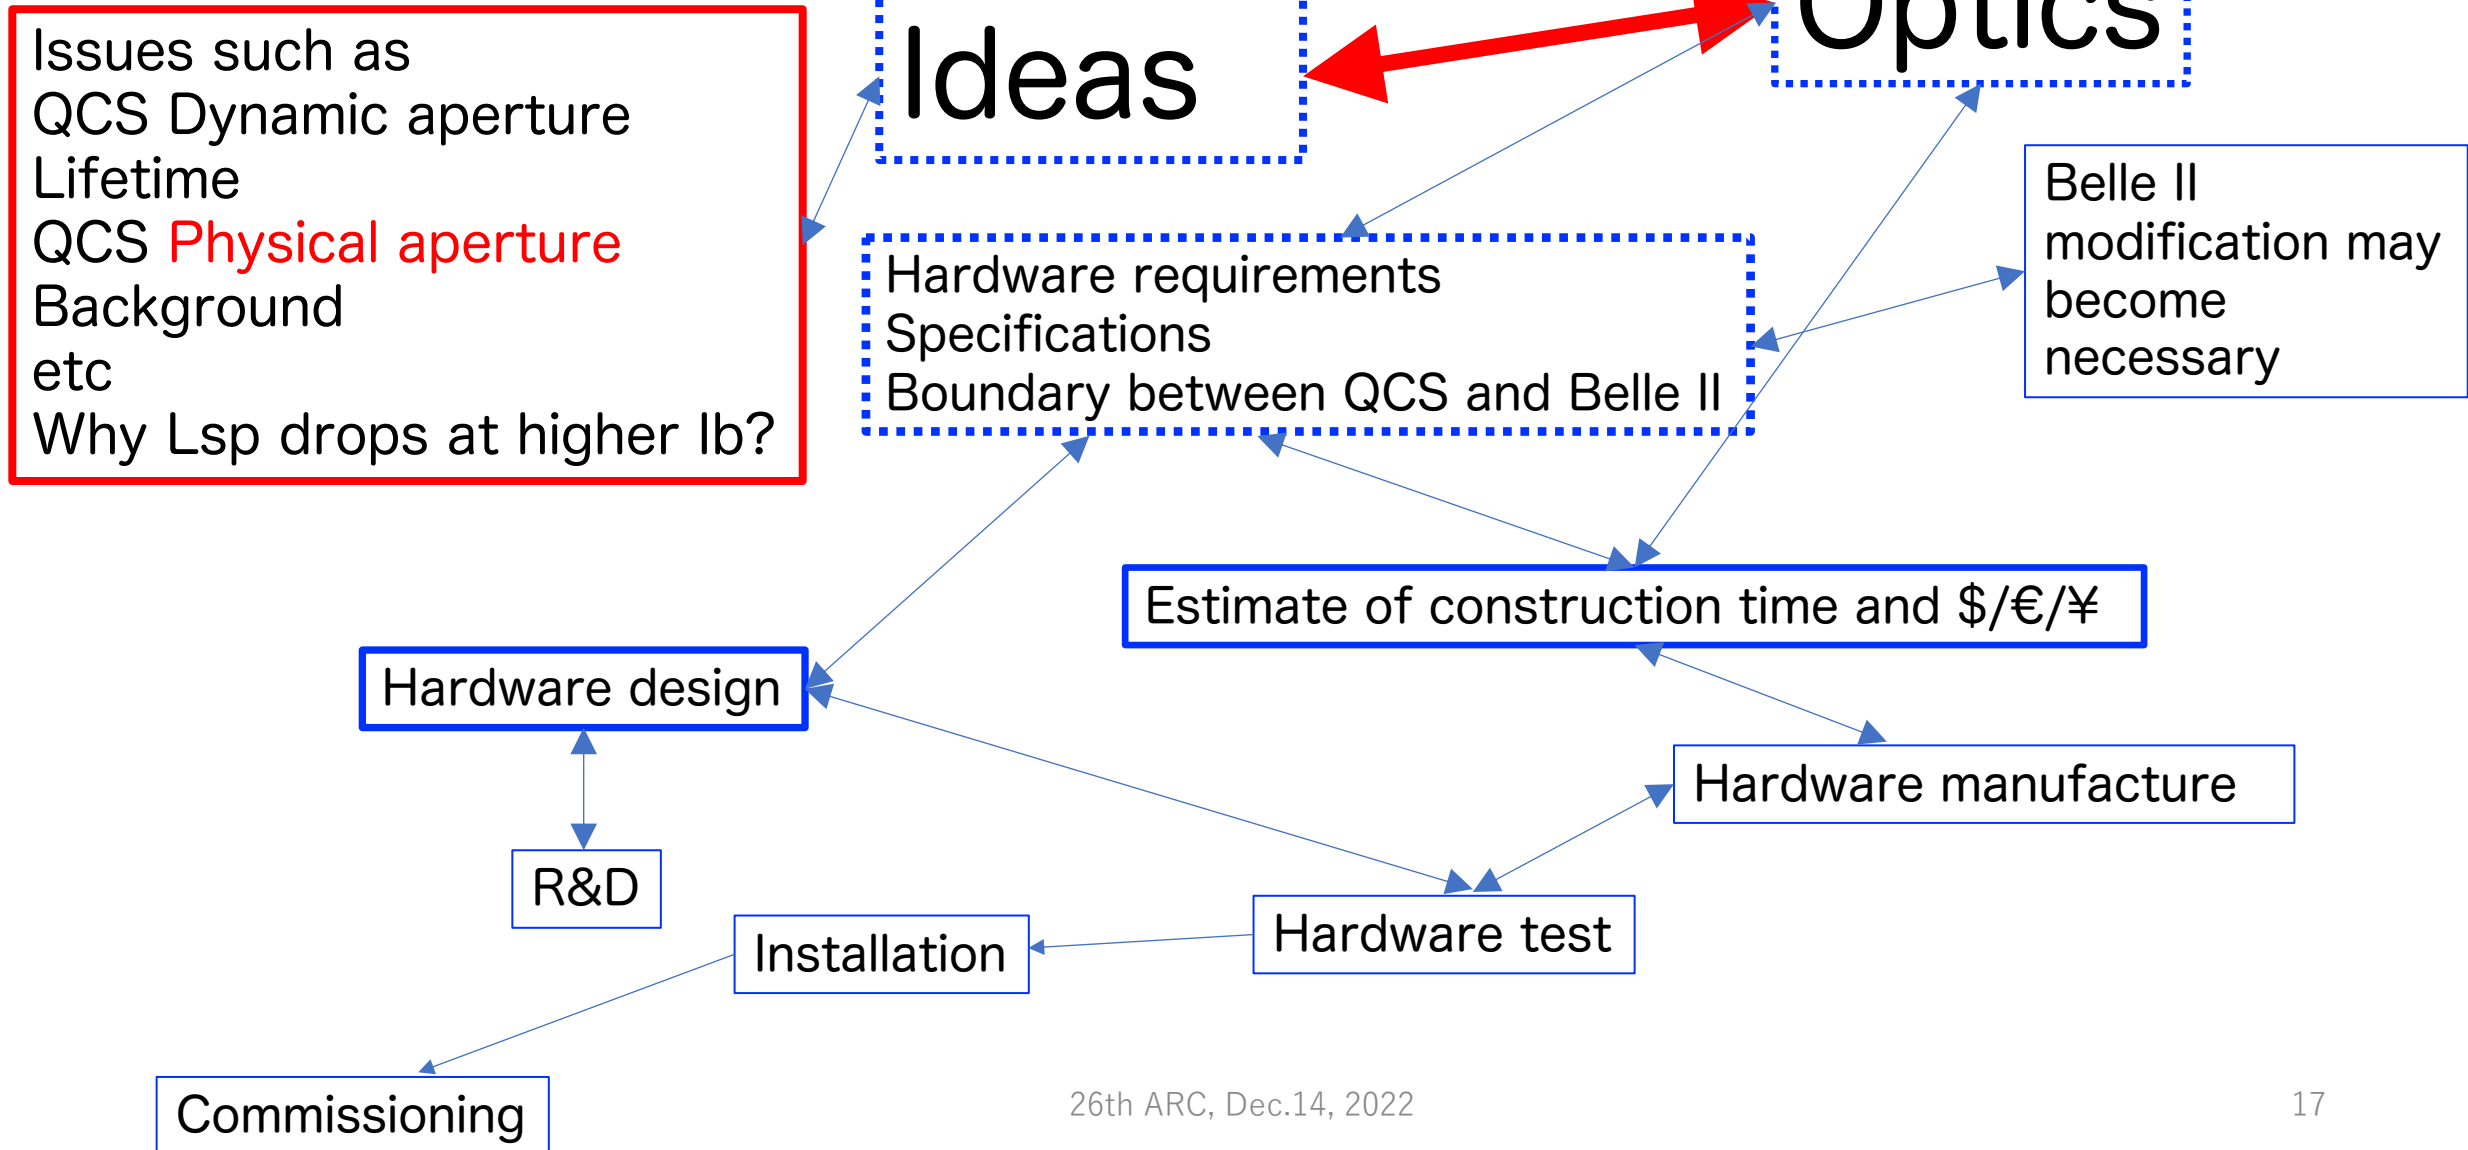 Issues such as
QCS Dynamic aperture
Lifetime
QCS Physical aperture
Background
etc
Why Lsp drops at higher Ib?
Ideas
Optics
Belle II
modification may
become
necessary
Hardware requirements
Specifications
Boundary between QCS and Belle II
Estimate of construction time and $/€/¥
Hardware design
Hardware manufacture
R&D
Hardware test
Installation
Commissioning
26th ARC, Dec.14, 2022
17